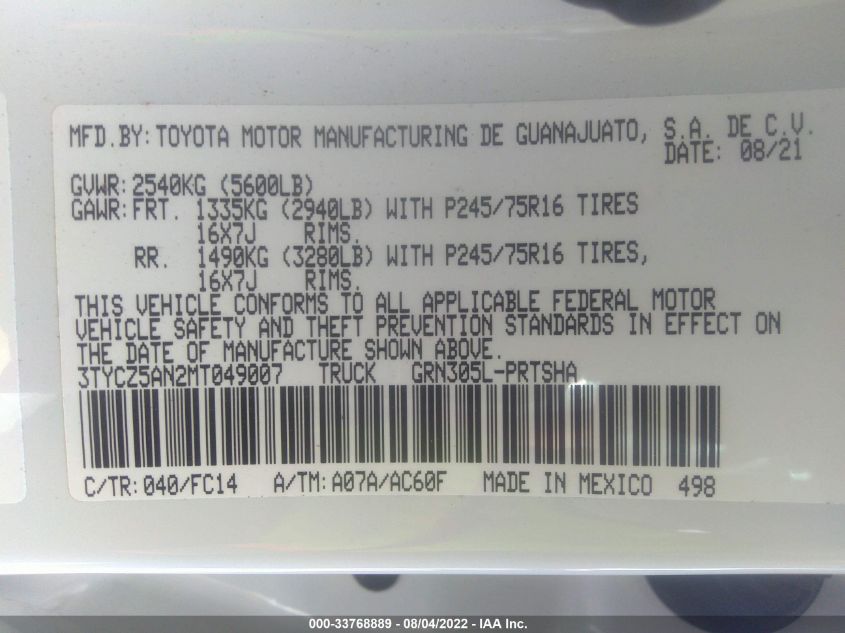 MFD.BY: TOYOTA MOTOR MANUFACTURING DE GUANAJUATO, S.A. DE C.V.
DATE: 08/21
GVWR: 2540KG (5600LB)
GAWR: FRT. 1335KG (2940LB) WITH P245/75R16 TIRES
16X7J RIMS.
RR. 1490KG (3280LB) WITH P245/75R16 TIRES,
16X7J RIMS.
THIS VEHICLE CONFORMS TO ALL APPLICABLE FEDERAL MOTOR
VEHICLE SAFETY AND THEFT PREVENTION STANDARDS IN EFFECT ON
THE DATE OF MANUFACTURE SHOWN ABOVE.
3TYCZ5AN2MT049007 TRUCK GRN305L-PRTSHA
C/TR: 040/FC14 A/TM: A07A/AC60F MADE IN MEXICO 498
000-33768889 - 08/04/2022 - IAA Inc.